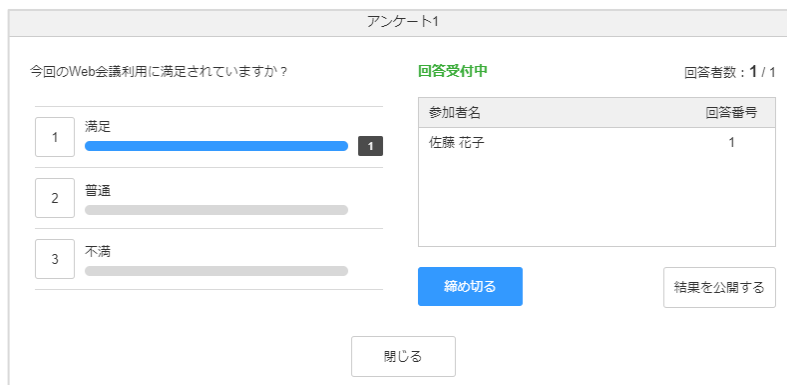 アンケート1
今回のWeb会議利用に満足されていますか？
1
満足
1
2
普通
3
不満
回答受付中
回答者数：1 / 1
参加者名 回答番号
佐藤 花子 1
締め切る
結果を公開する
閉じる